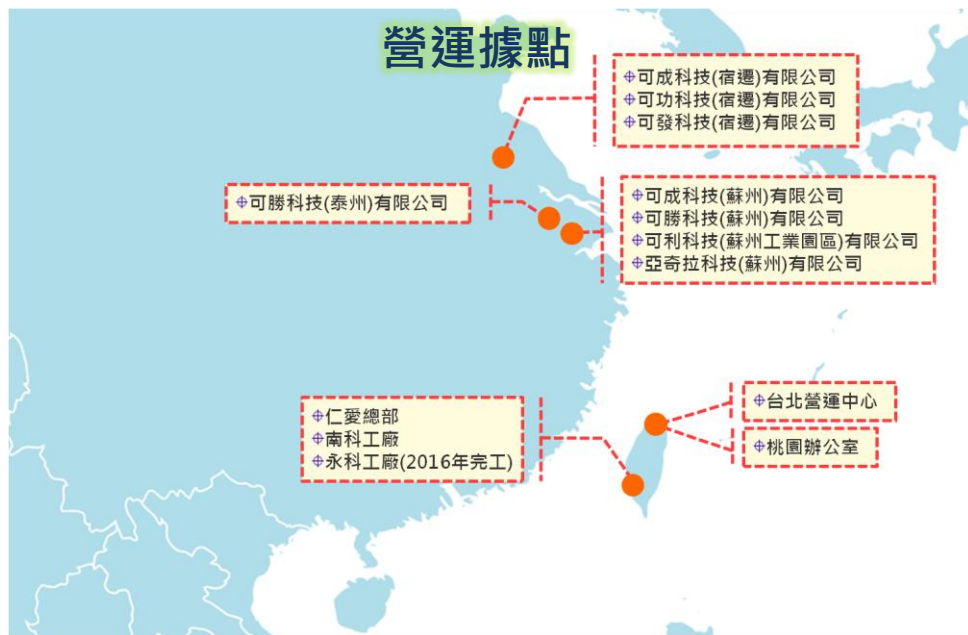 營運據點
可成科技(宿遷)有限公司
可功科技(宿遷)有限公司
可發科技(宿遷)有限公司
可勝科技(泰州)有限公司
可成科技(蘇州)有限公司
可勝科技(蘇州)有限公司
可利科技(蘇州工業園區)有限公司
亞奇拉科技(蘇州)有限公司
仁愛總部
南科工廠
永科工廠(2016年完工)
台北營運中心
桃園辦公室